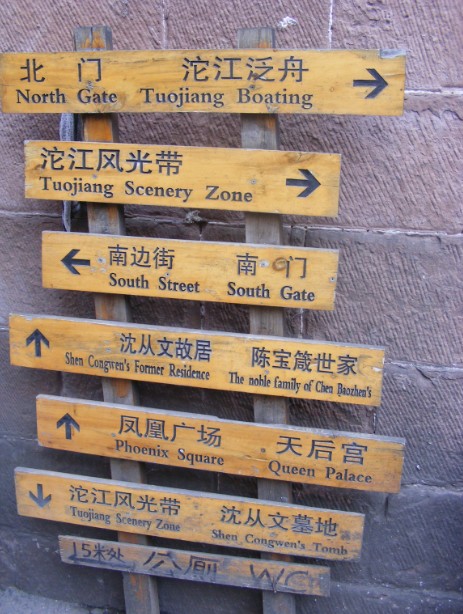 北 门 沱江泛舟
North Gate Tuojiang Boating
沱江风光带
Tuojiang Scenery Zone
南边街 南门
South Street South Gate
沈从文故居 陈宝箴世家
Shen Congwen's Former Residence The noble family of Chen Baozhen's
凤凰广场 天后宫
Phoenix Square Queen Palace
沱江风光带 沈从文墓地
Tuojiang Scenery Zone Shen Congwen's Tomb
15米处 公厕 WC